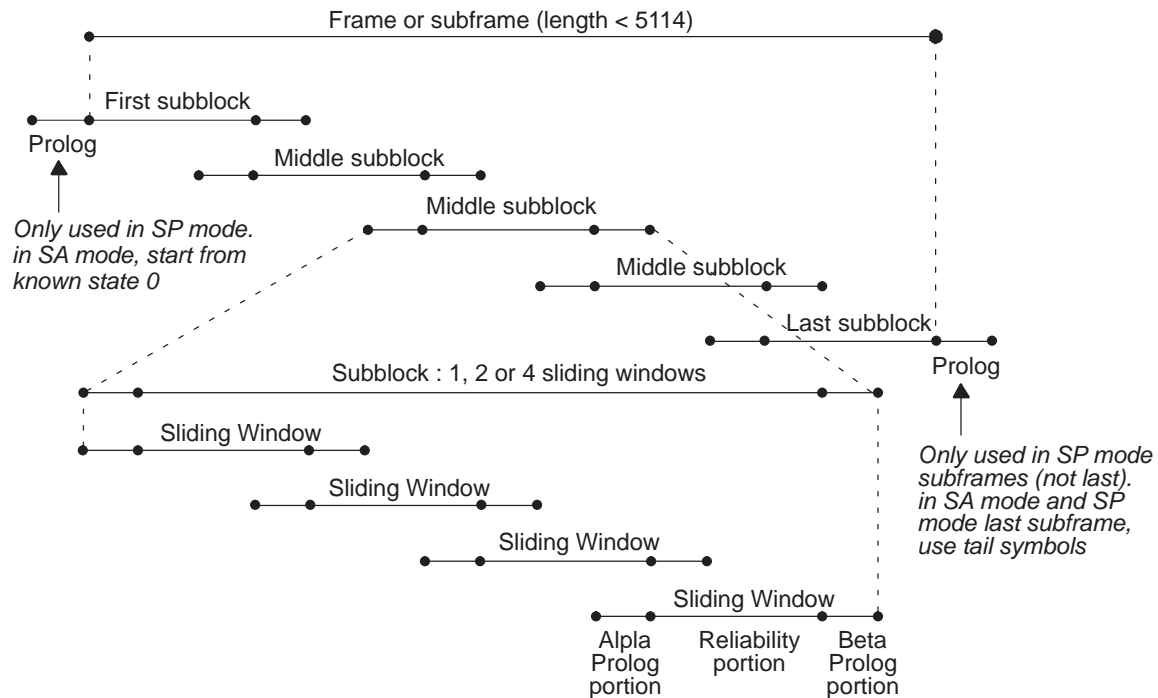 Frame or subframe (length < 5114)
First subblock
Prolog
Middle subblock
Only used in SP mode.
in SA mode, start from
known state 0
Middle subblock
Middle subblock
Last subblock
Prolog
Subblock : 1, 2 or 4 sliding windows
Only used in SP mode
subframes (not last).
in SA mode and SP
mode last subframe,
use tail symbols
Sliding Window
Sliding Window
Sliding Window
Sliding Window
Alpla
Prolog
portion
Reliability
portion
Beta
Prolog
portion